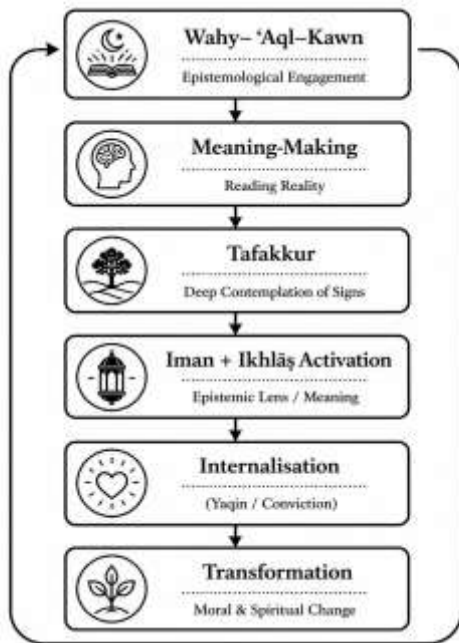 Wahy– ‘Aql–Kawn
Epistemological Engagement
Meaning-Making
Reading Reality
Tafakkur
Deep Contemplation of Signs
Iman + Ikhlāṣ Activation
Epistemic Lens / Meaning
Internalisation
(Yaqin / Conviction)
Transformation
Moral & Spiritual Change